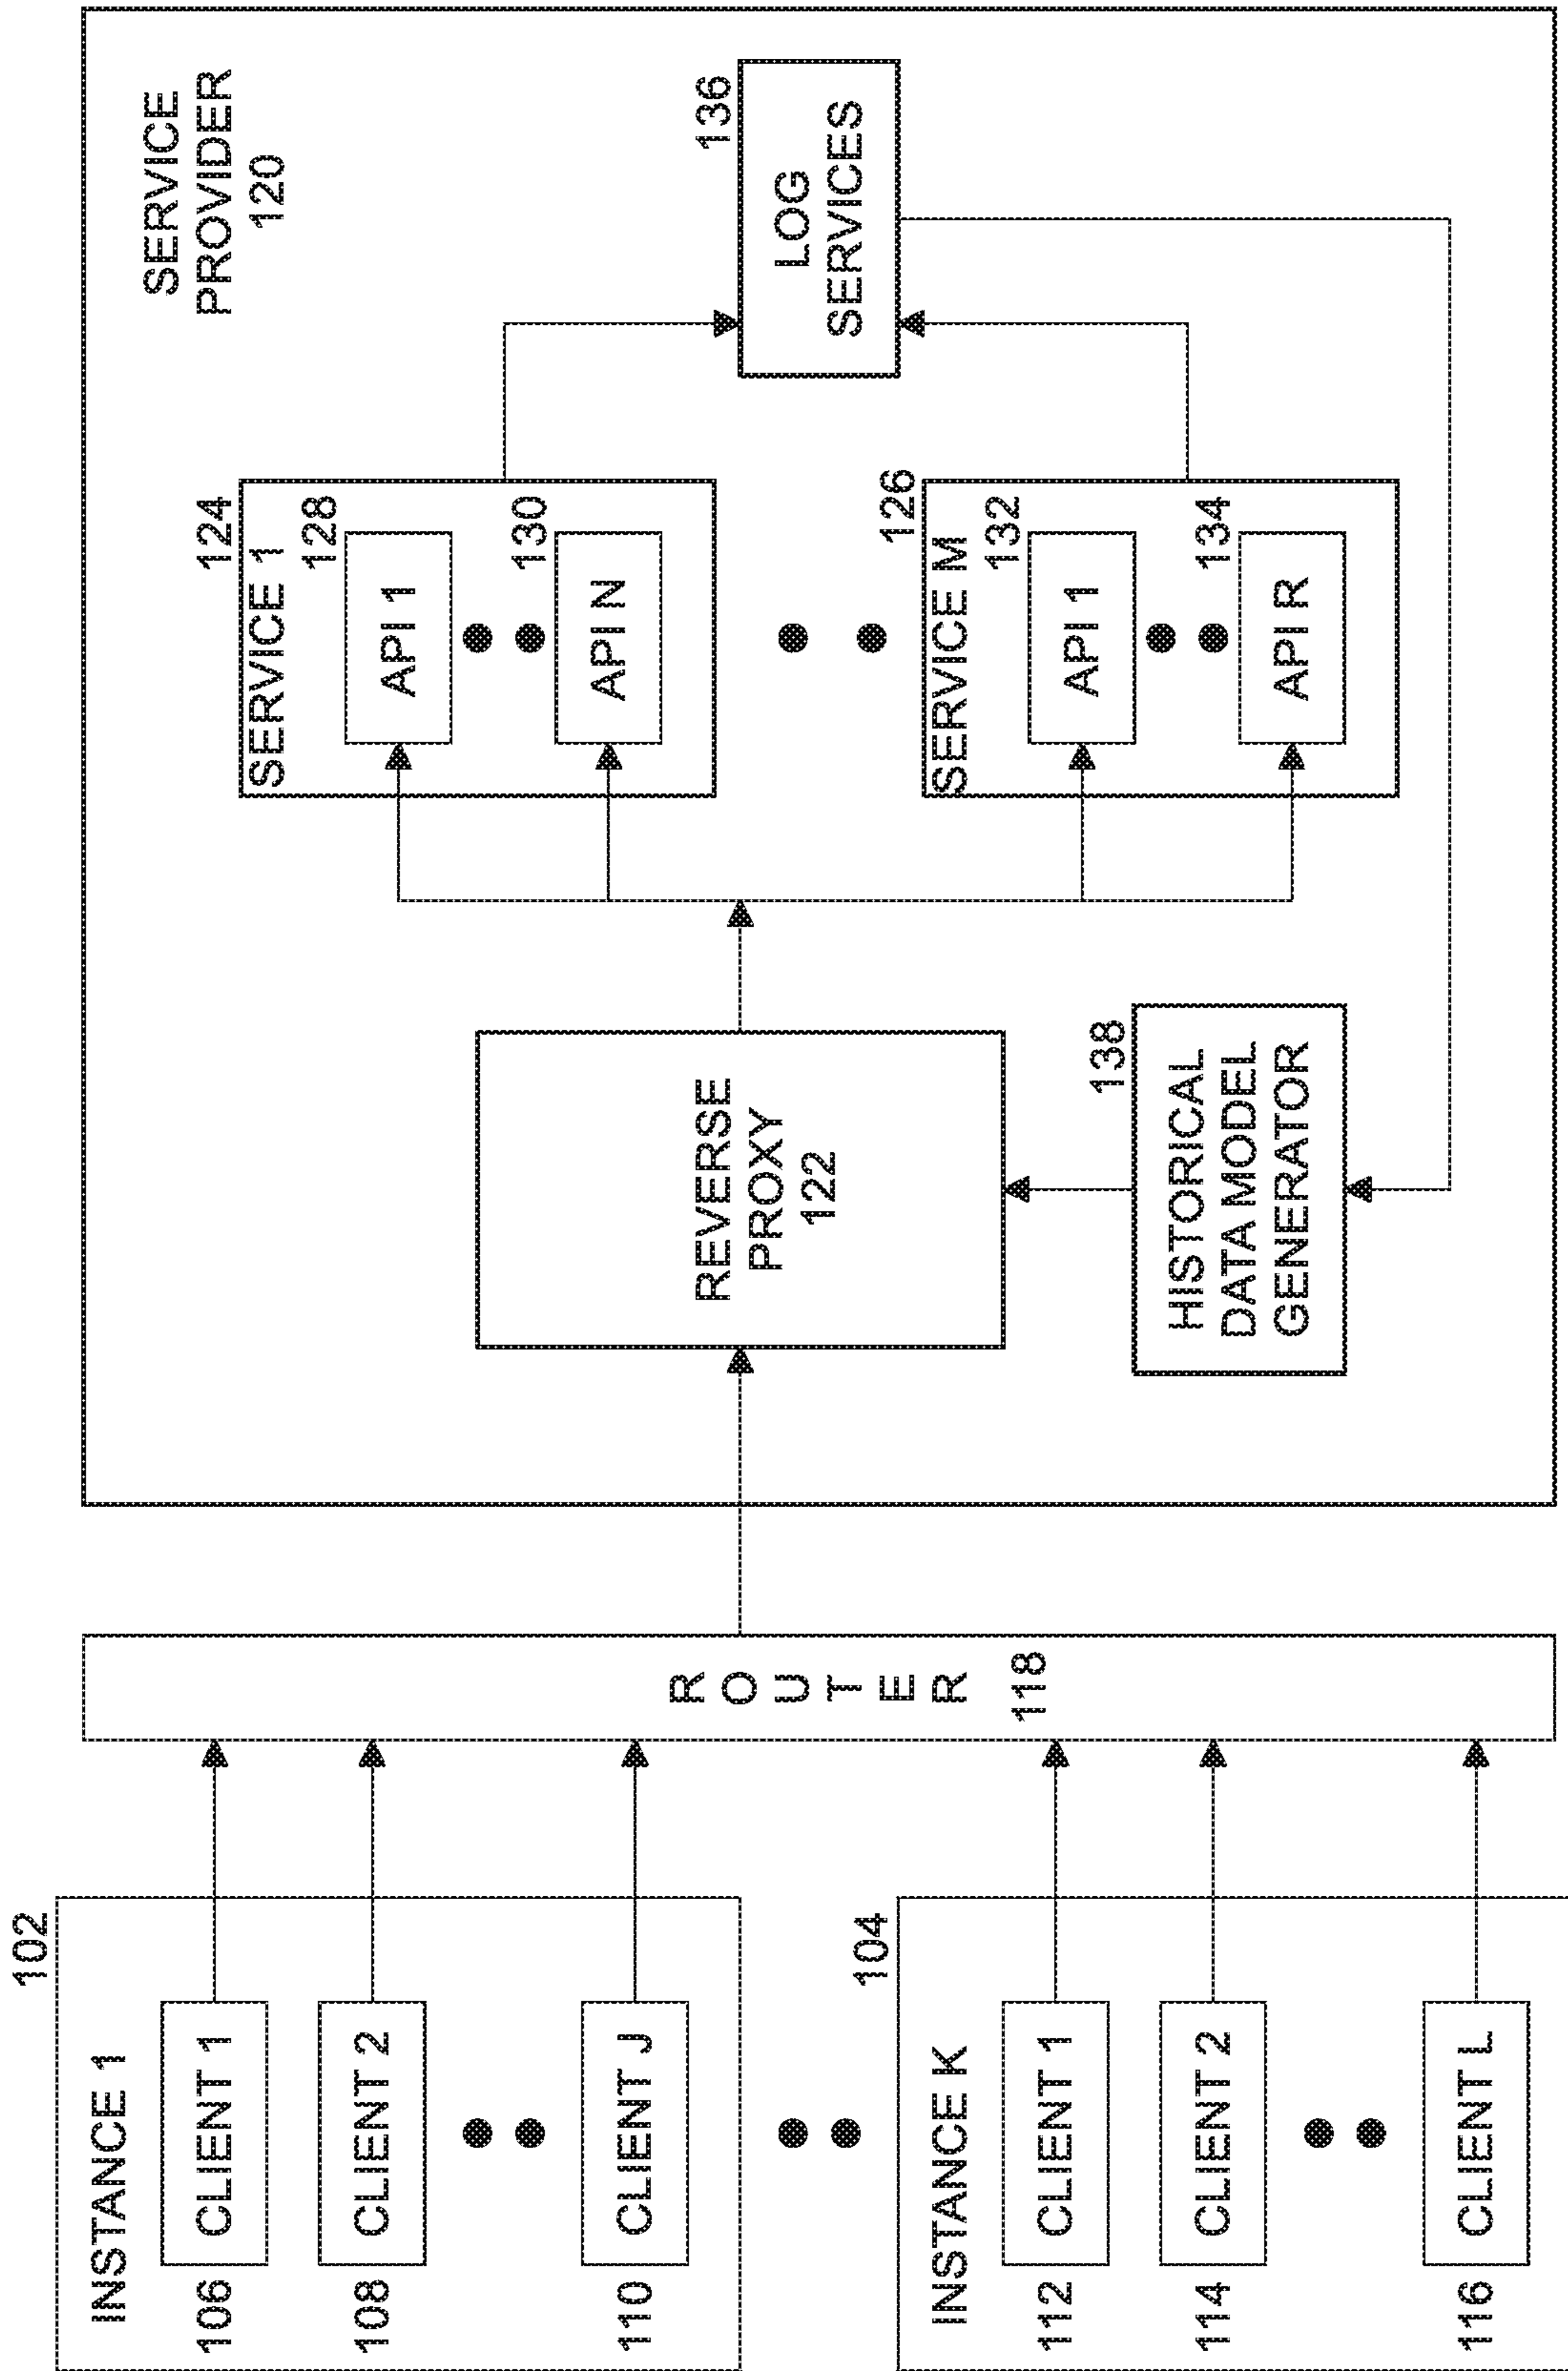 102
INSTANCE 1
106
CLIENT 1
108
CLIENT 2
110
CLIENT J
104
INSTANCE K
112
CLIENT 1
114
CLIENT 2
116
CLIENT L
R O U T E R
118
SERVICE
PROVIDER
120
REVERSE
PROXY
122
138
HISTORICAL
DATA MODEL
GENERATOR
124
SERVICE 1
128
API 1
130
API N
126
SERVICE M
132
API 1
134
API R
136
LOG
SERVICES